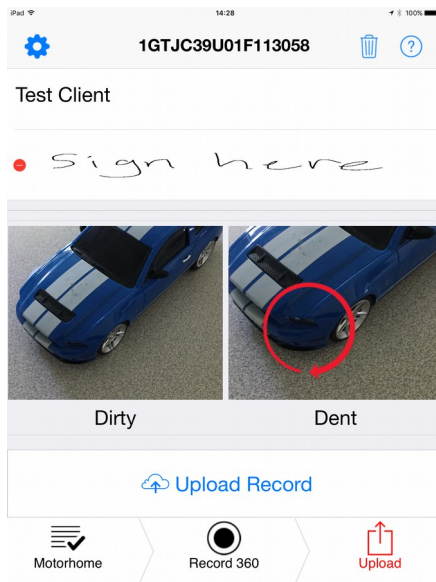 iPad 14:28 100%
1GTJC39U01F113058
?
Test Client
Sign here
Dirty Dent
Upload Record
Motorhome Record 360 Upload